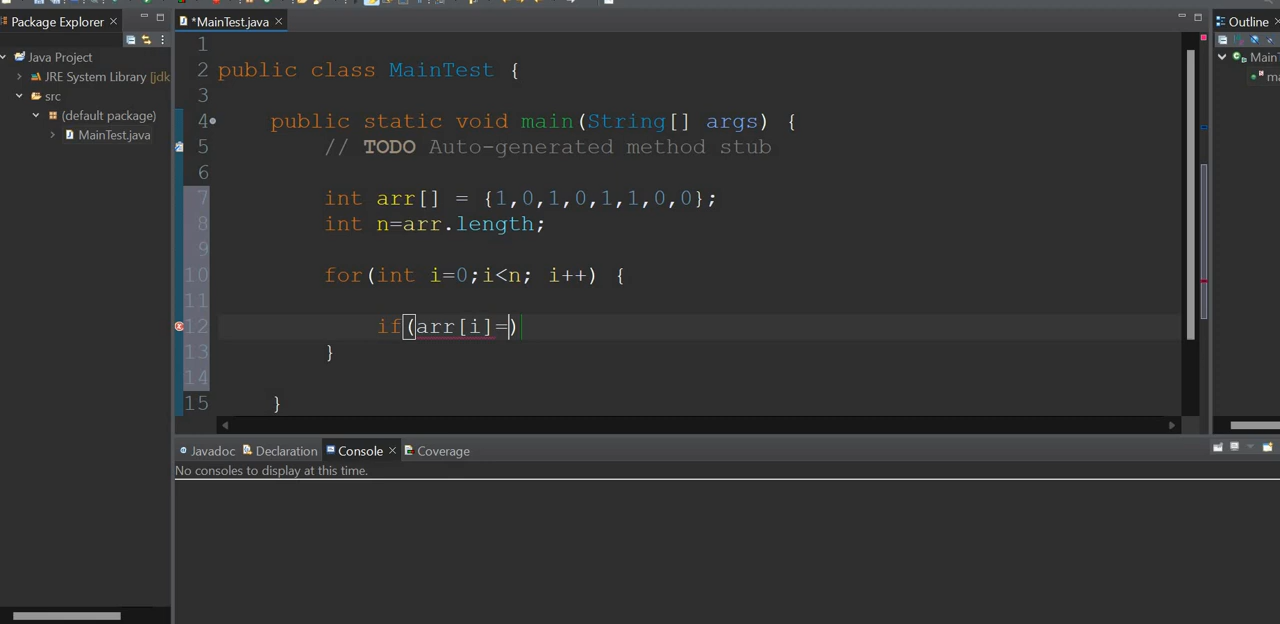 Package Explorer
*MainTest.java
Outline
Java Project
JRE System Library [jdk
src
(default package)
MainTest.java
1
2 public class MainTest {
3
4 public static void main(String[] args) {
5 // TODO Auto-generated method stub
6
7 int arr[] = {1,0,1,0,1,1,0,0};
8 int n=arr.length;
9
10 for(int i=0;i<n; i++) {
11
12 if(arr[i]=)
13 }
14
15 }
MainT
ma
Javadoc Declaration Console Coverage
No consoles to display at this time.